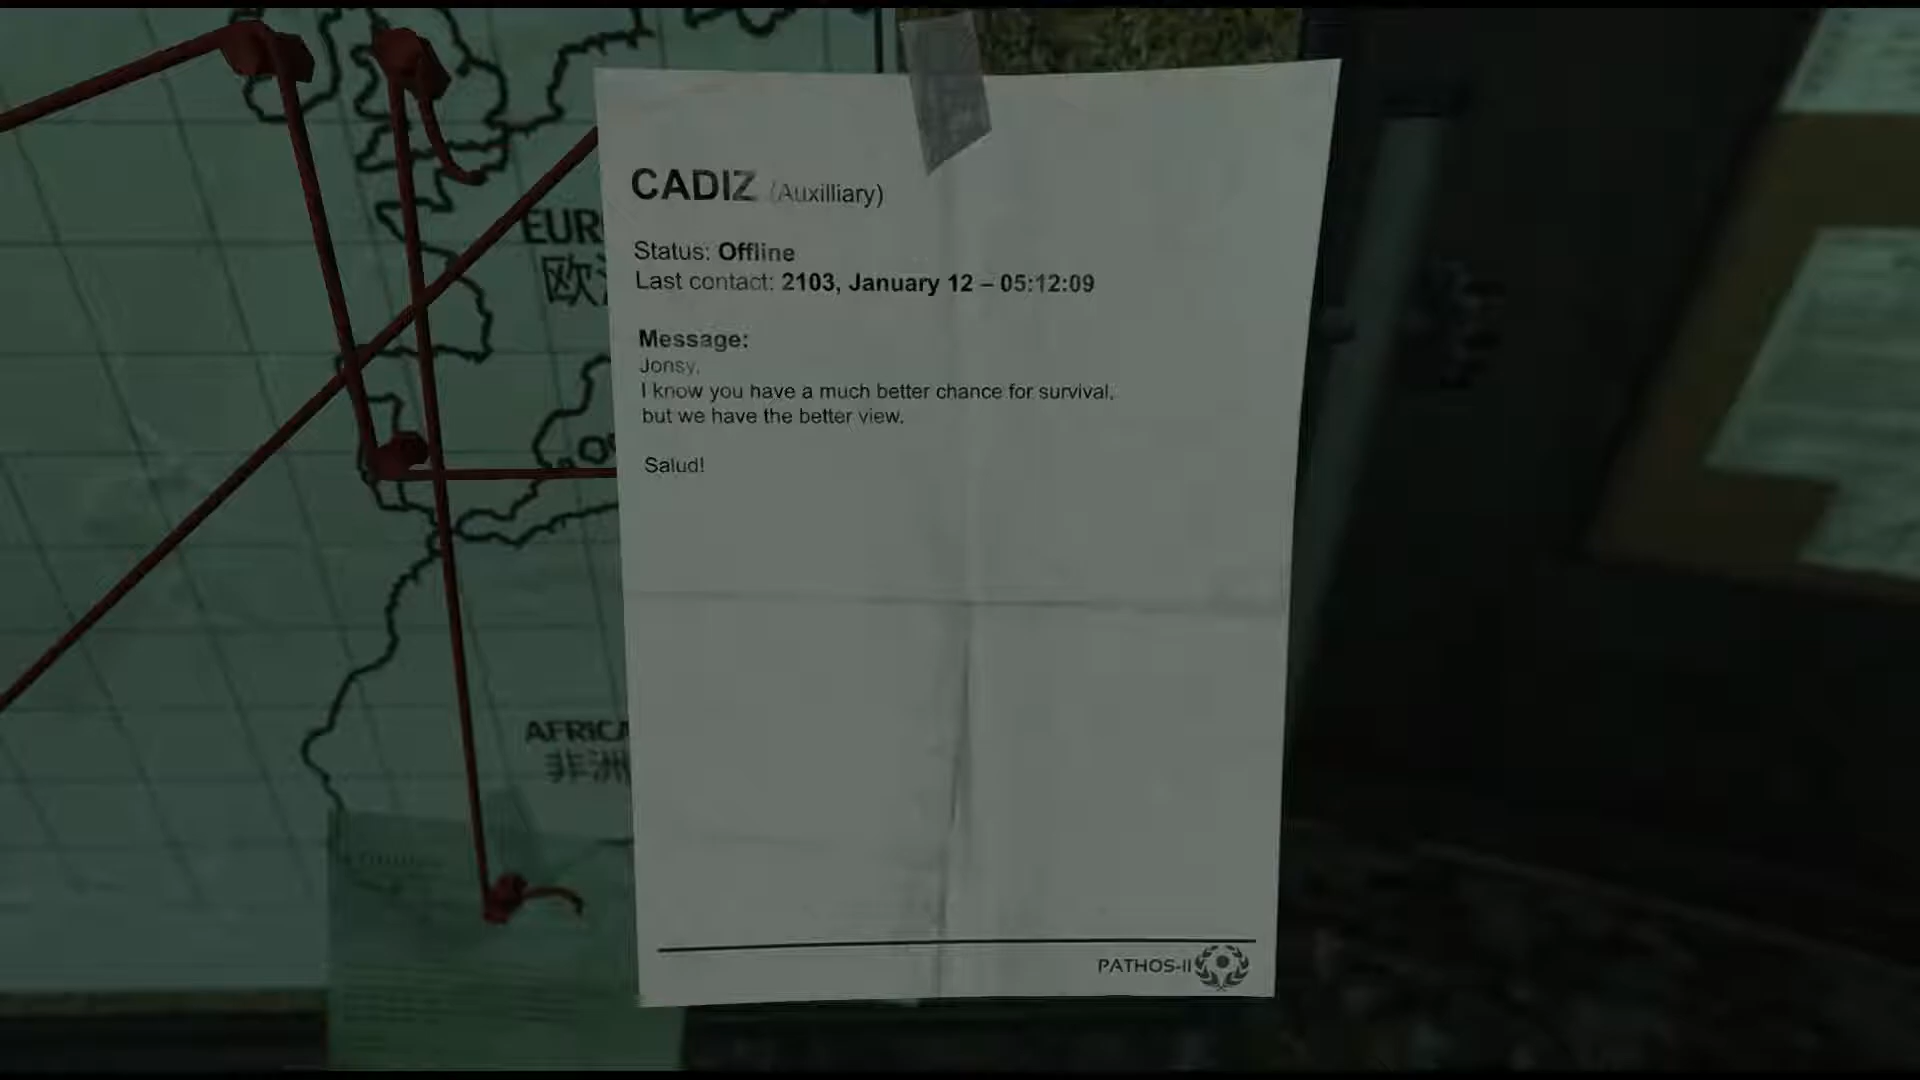 EUR
欧
CADIZ (Auxilliary)
Status: Offline
Last contact: 2103, January 12 – 05:12:09
Message:
Jonsy,
I know you have a much better chance for survival,
but we have the better view.
Salud!
AFRICA
非洲
PATHOS-II